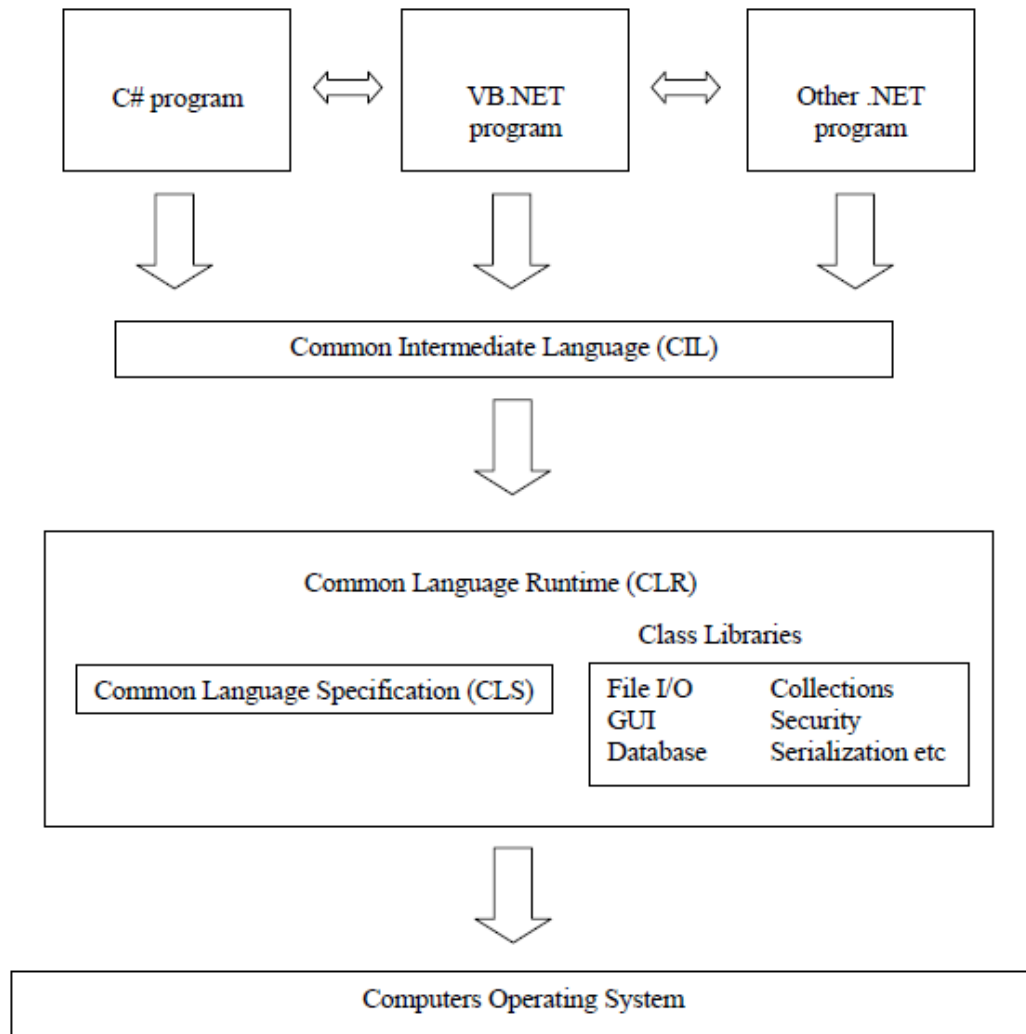 C# program
VB.NET
program
Other .NET
program
Common Intermediate Language (CIL)
Common Language Runtime (CLR)
Class Libraries
Common Language Specification (CLS)
File I/O Collections
GUI Security
Database Serialization etc
Computers Operating System